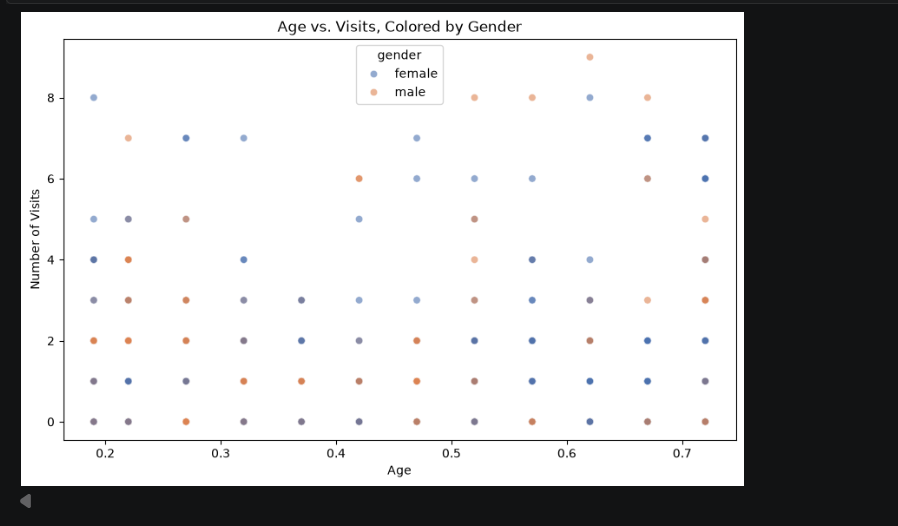 Age vs. Visits, Colored by Gender
gender
female
male
8
6
4
2
0
Number of Visits
0.2 0.3 0.4 0.5 0.6 0.7
Age